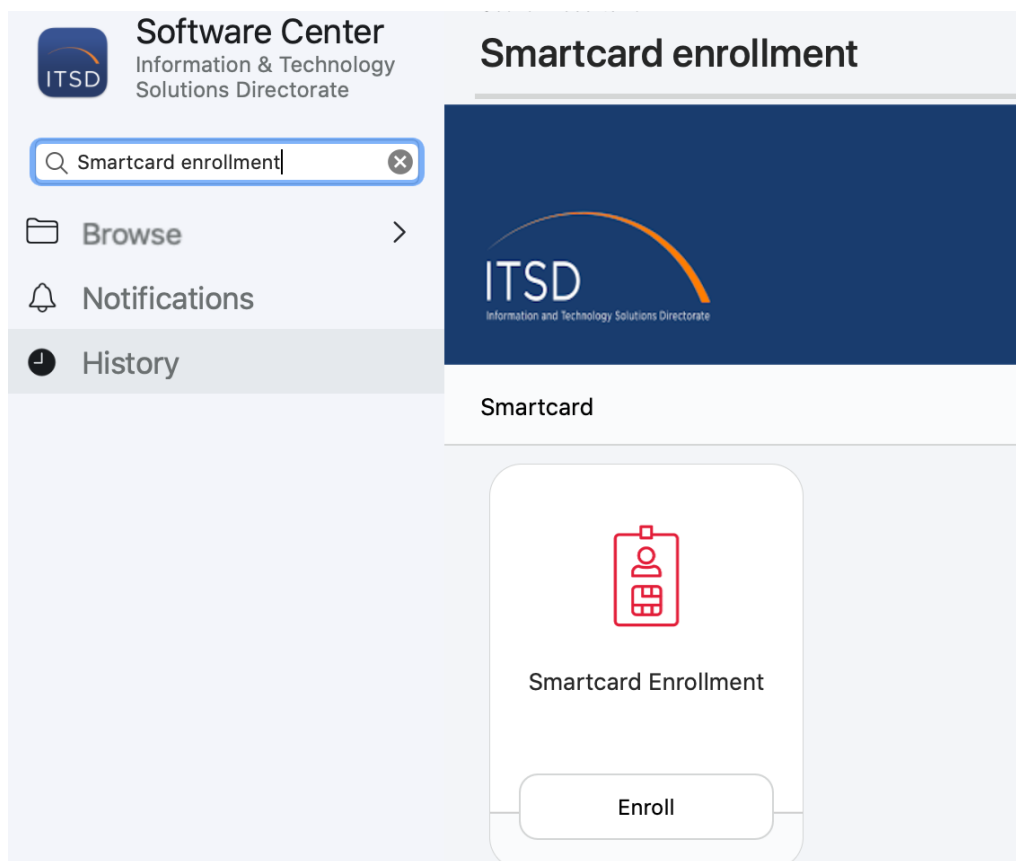 Software Center
Information & Technology
Solutions Directorate
ITSD
Smartcard enrollment
Browse
Notifications
History
Smartcard enrollment
ITSD
Information and Technology Solutions Directorate
Smartcard
Smartcard Enrollment
Enroll